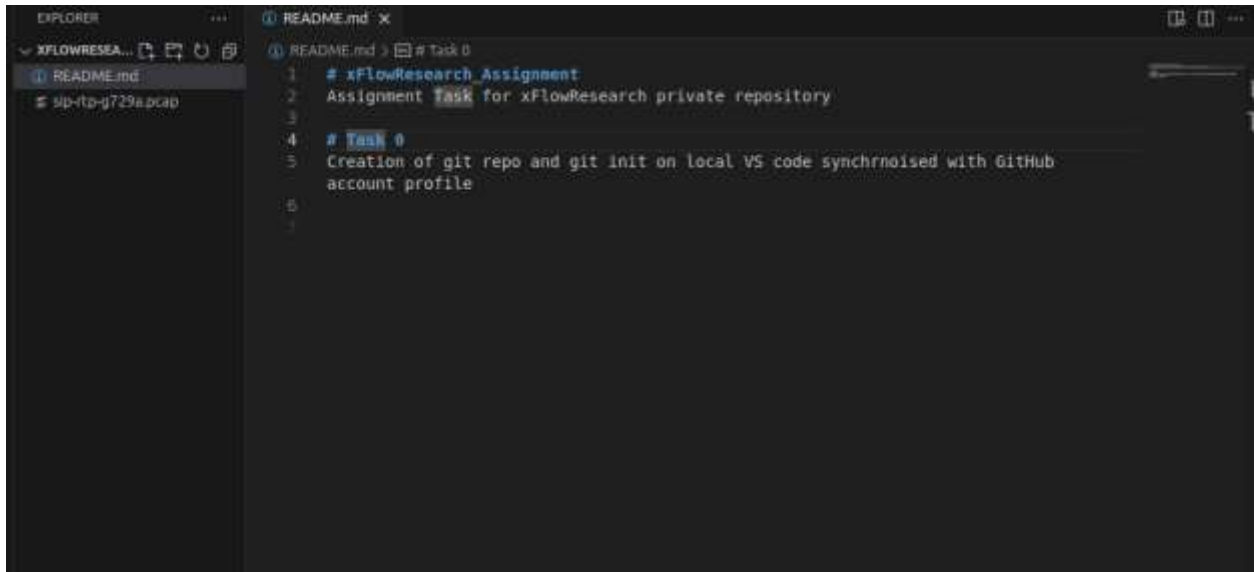 EXPLORER
XFLOWRESEA...
README.md
sip-rtp-g729a.pcap
README.md
README.md > # Task 0
1 # xFlowResearch_Assignment
2 Assignment Task for xFlowResearch private repository
3
4 # Task 0
5 Creation of git repo and git init on local VS code synchrnoised with GitHub
account profile
6
7